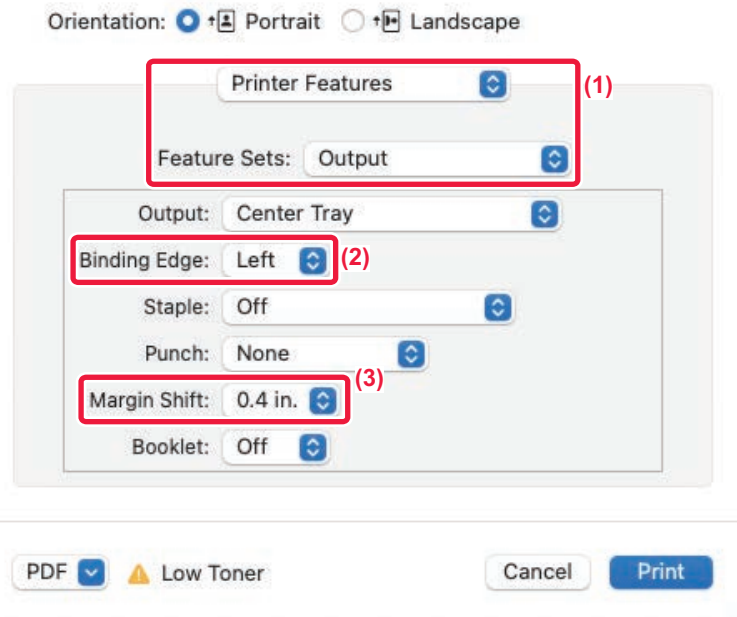 Orientation: Portrait Landscape
Printer Features (1)
Feature Sets: Output
Output: Center Tray
Binding Edge: Left (2)
Staple: Off
Punch: None
(3)
Margin Shift: 0.4 in.
Booklet: Off
PDF Low Toner Cancel Print